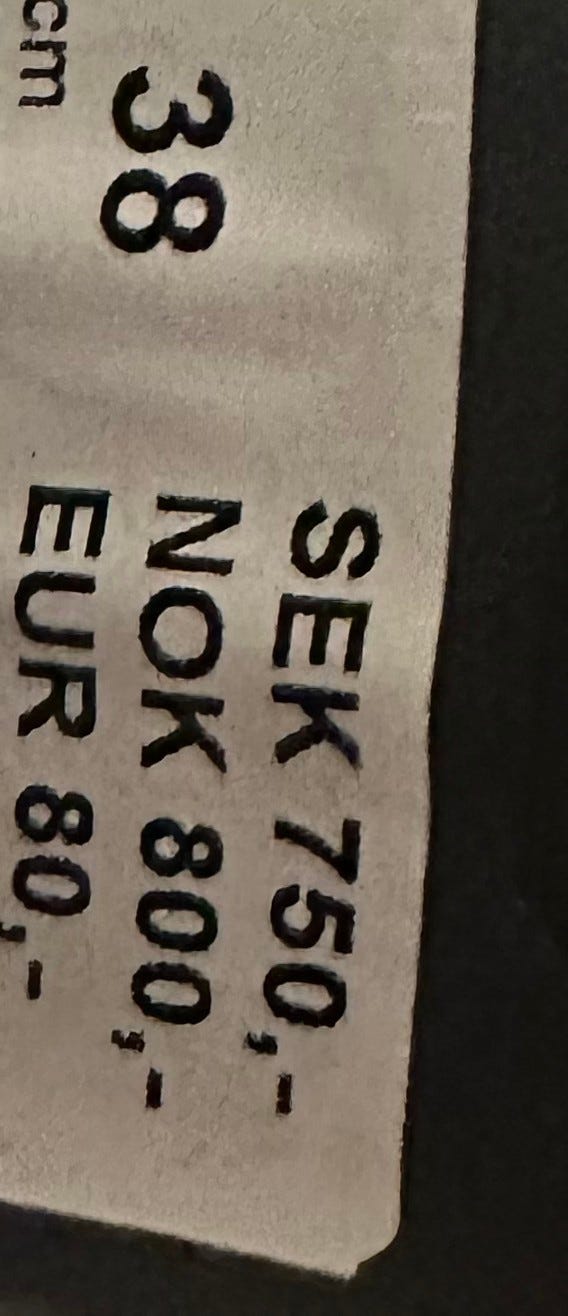 38
cm
SEK 750,-
NOK 800,-
EUR 80,-